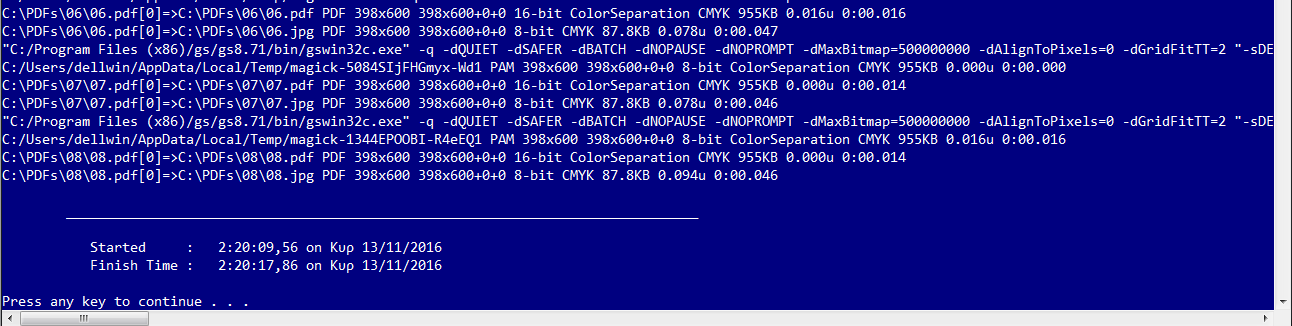 C:\PDFs\06\06.pdf[0]=>C:\PDFs\06\06.pdf PDF 398x600 398x600+0+0 16-bit ColorSeparation CMYK 955KB 0.016u 0:00.016
C:\PDFs\06\06.pdf[0]=>C:\PDFs\06\06.jpg PDF 398x600 398x600+0+0 8-bit CMYK 87.8KB 0.078u 0:00.047
"C:/Program Files (x86)/gs/gs8.71/bin/gswin32c.exe" -q -dQUIET -dSAFER -dBATCH -dNOPAUSE -dNOPROMPT -dMaxBitmap=500000000 -dAlignToPixels=0 -dGridFitTT=2 "-sDE
C:/Users/dellwin/AppData/Local/Temp/magick-5084SIjFHGmyx-Wd1 PAM 398x600 398x600+0+0 8-bit ColorSeparation CMYK 955KB 0.000u 0:00.000
C:\PDFs\07\07.pdf[0]=>C:\PDFs\07\07.pdf PDF 398x600 398x600+0+0 16-bit ColorSeparation CMYK 955KB 0.000u 0:00.014
C:\PDFs\07\07.pdf[0]=>C:\PDFs\07\07.jpg PDF 398x600 398x600+0+0 8-bit CMYK 87.8KB 0.078u 0:00.046
"C:/Program Files (x86)/gs/gs8.71/bin/gswin32c.exe" -q -dQUIET -dSAFER -dBATCH -dNOPAUSE -dNOPROMPT -dMaxBitmap=500000000 -dAlignToPixels=0 -dGridFitTT=2 "-sDE
C:/Users/dellwin/AppData/Local/Temp/magick-1344EPOOBI-R4eEQ1 PAM 398x600 398x600+0+0 8-bit ColorSeparation CMYK 955KB 0.016u 0:00.016
C:\PDFs\08\08.pdf[0]=>C:\PDFs\08\08.pdf PDF 398x600 398x600+0+0 16-bit ColorSeparation CMYK 955KB 0.000u 0:00.014
C:\PDFs\08\08.pdf[0]=>C:\PDFs\08\08.jpg PDF 398x600 398x600+0+0 8-bit CMYK 87.8KB 0.094u 0:00.046
Started : 2:20:09,56 on Κυρ 13/11/2016
Finish Time : 2:20:17,86 on Κυρ 13/11/2016
Press any key to continue . . .